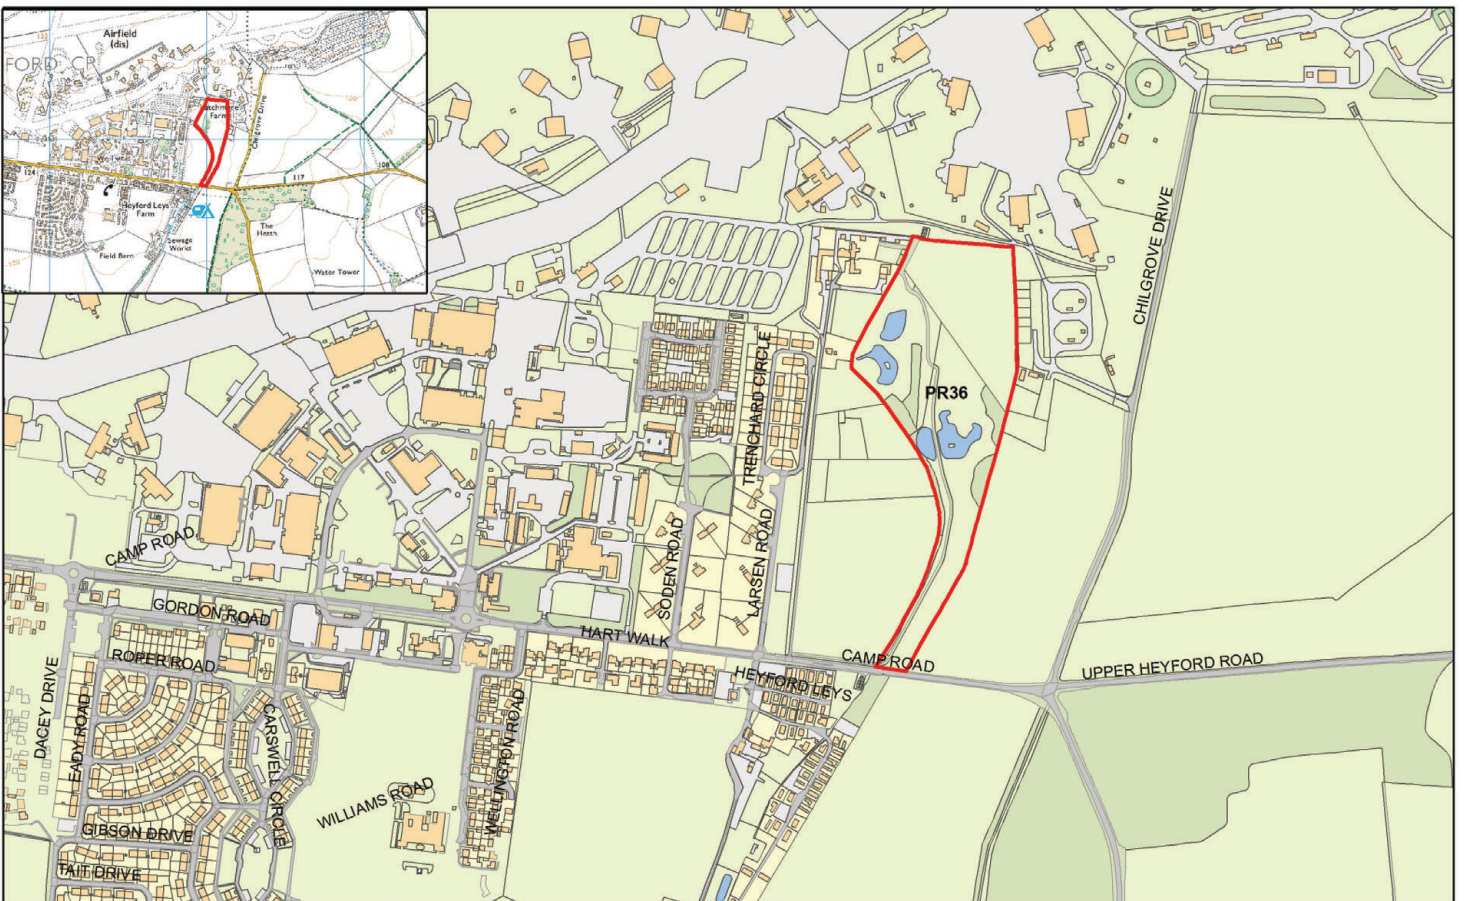 Airfield
(dis)
FORD CP
132
Farm
Chilgrove Drive
124
117
108
Heyford Leys
Farm
Sewage
Works
The
Heath
Field Barn
Water Tower
120
CHILGROVE DRIVE
TRENCHARD CIRCLE
PR36
CAMP ROAD
SODEN ROAD
LARSEN ROAD
GORDON ROAD
HART WALK
CAMP ROAD
UPPER HEYFORD ROAD
ROPER ROAD
HEYFORD LEYS
DACEY DRIVE
EADY ROAD
CARSWELL CIRCLE
WELLINGTON ROAD
WILLIAMS ROAD
GIBSON DRIVE
TAIT DRIVE